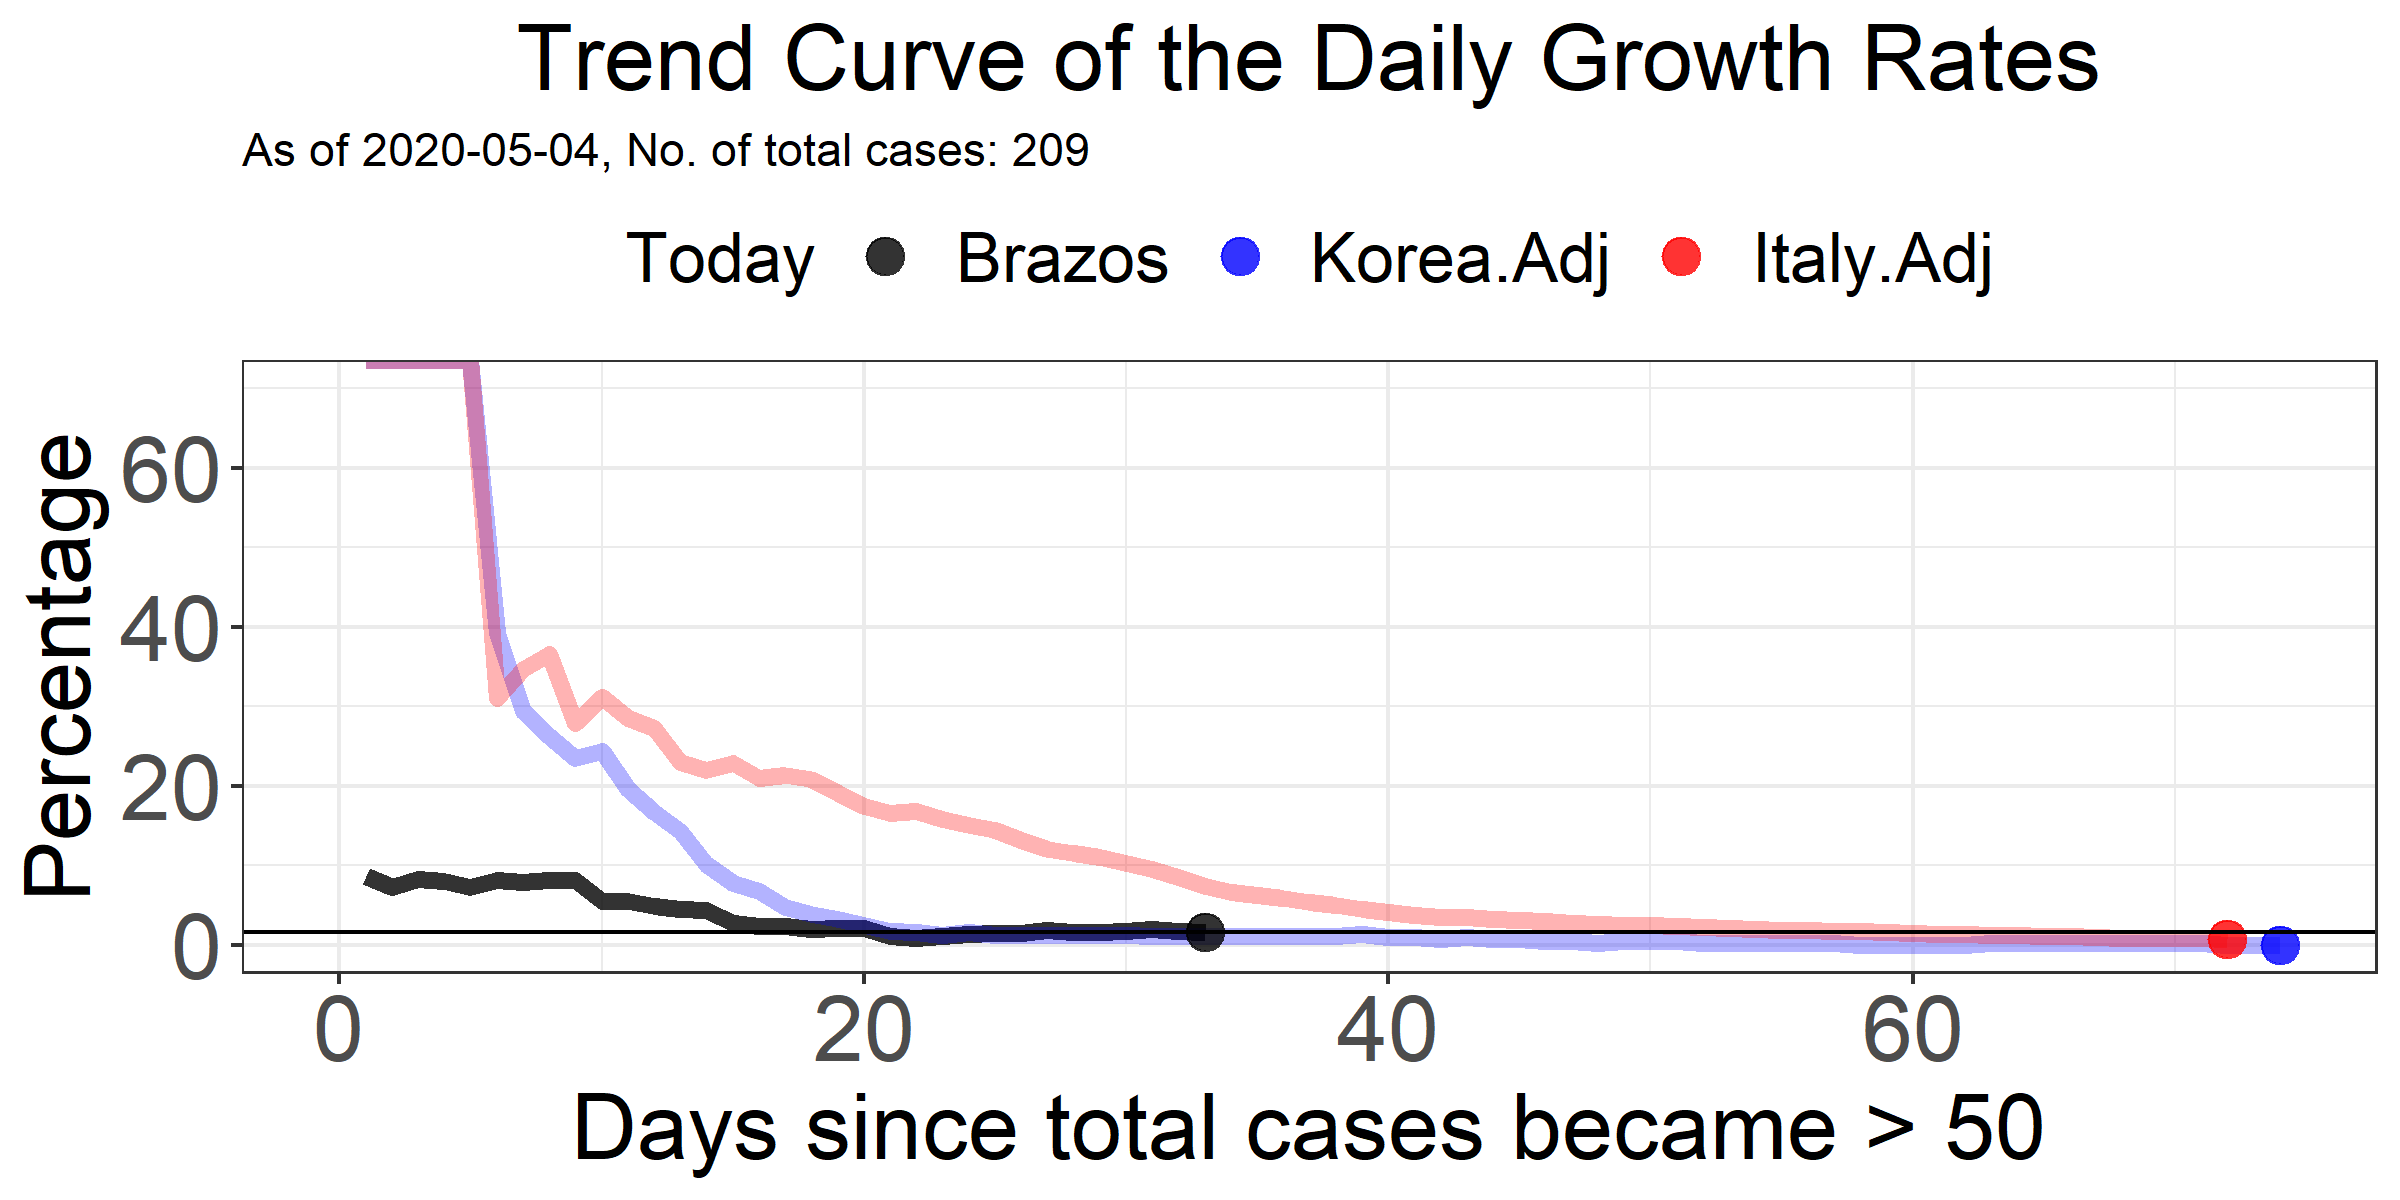 Trend Curve of the Daily Growth Rates
As of 2020-05-04, No. of total cases: 209
Today Brazos Korea.Adj Italy.Adj
Percentage
60
40
20
0
0 20 40 60
Days since total cases became > 50